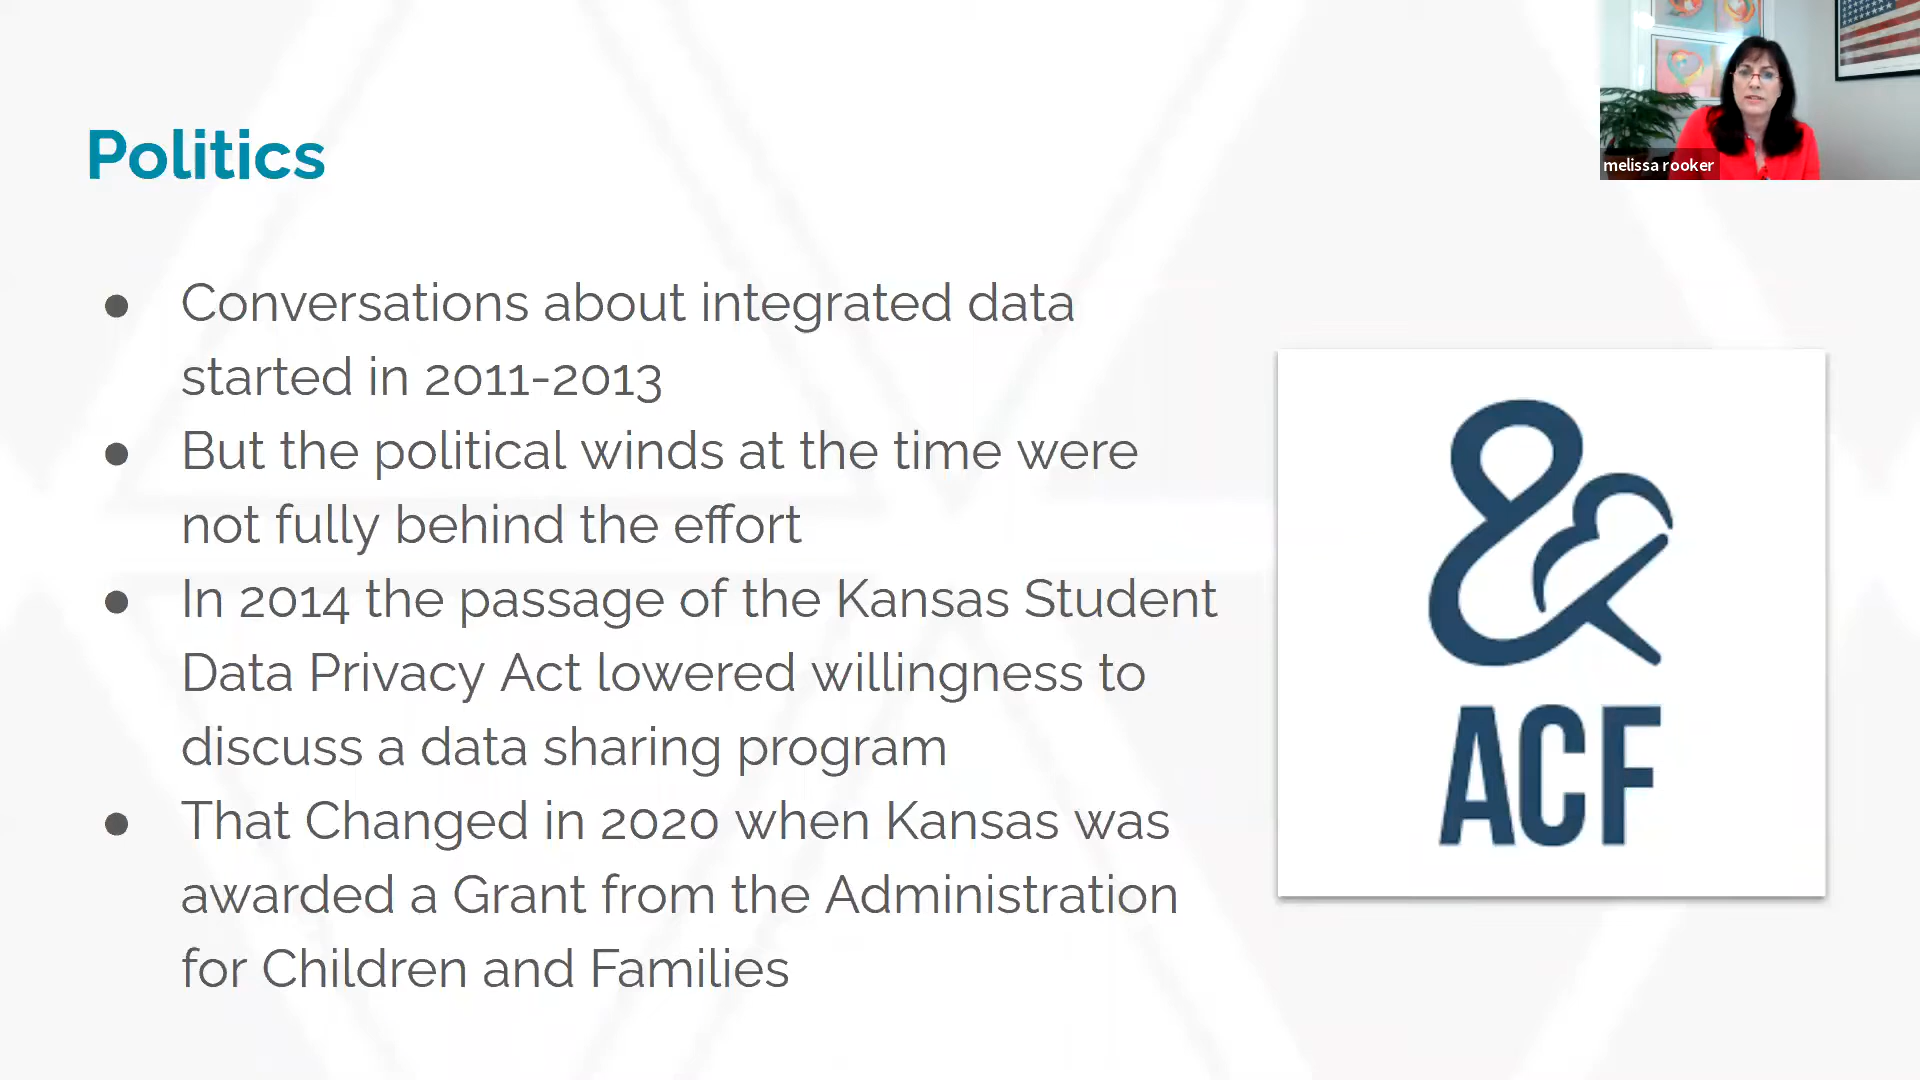 Politics
melissa rooker
● Conversations about integrated data
started in 2011-2013
● But the political winds at the time were
not fully behind the effort
● In 2014 the passage of the Kansas Student
Data Privacy Act lowered willingness to
discuss a data sharing program
● That Changed in 2020 when Kansas was
awarded a Grant from the Administration
for Children and Families
ACF